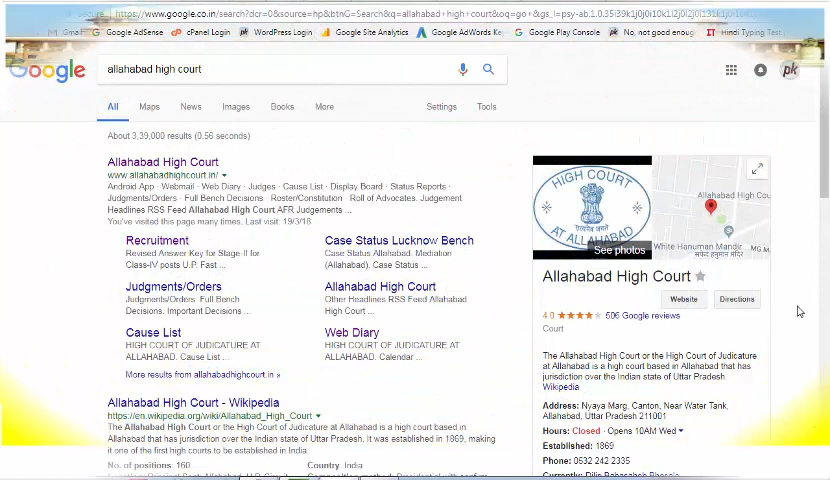 https://www.google.co.in/search?dcr=0&source=hp&btnG=Search&q=allahabad+high+court&oq=go+&gs_l=psy-ab.1.0.35i39k1j0j0i10k1l2j0l2j0i131k1j0i10k1
Gmail Google AdSense cPanel Login WordPress Login Google Site Analytics Google AdWords Key Google Play Console No, not good enough IT Hindi Typing Test
Google
allahabad high court
pk
All Maps News Images Books More Settings Tools
About 3,39,000 results (0.56 seconds)
Allahabad High Court
www.allahabadhighcourt.in/
Android App · Webmail · Web Diary · Judges · Cause List · Display Board · Status Reports ·
Judgments/Orders · Full Bench Decisions · Roster/Constitution · Roll of Advocates. Judgement
Headlines RSS Feed Allahabad High Court AFR Judgements ...
You've visited this page many times. Last visit: 19/3/18
Recruitment
Revised Answer Key for Stage-II for
Class-IV posts U.P. Fast ...
Case Status Lucknow Bench
Case Status Allahabad. Mediation
(Allahabad). Case Status ...
Judgments/Orders
Judgments/Orders · Full Bench
Decisions. Important Decisions ...
Allahabad High Court
Other Headlines RSS Feed Allahabad
High Court ...
Cause List
HIGH COURT OF JUDICATURE AT
ALLAHABAD. Cause List ...
Web Diary
HIGH COURT OF JUDICATURE AT
ALLAHABAD. Calendar ...
More results from allahabadhighcourt.in »
Allahabad High Court - Wikipedia
https://en.wikipedia.org/wiki/Allahabad_High_Court
The Allahabad High Court or the High Court of Judicature at Allahabad is a high court based in
Allahabad that has jurisdiction over the Indian state of Uttar Pradesh. It was established in 1869, making
it one of the first high courts to be established in India.
No. of positions: 160 Country: India
HIGH COURT
AT ALLAHABAD
See photos
Allahabad High Cou
White Hanuman Mandir
सफेद हनुमान मंदिर
MG M
Allahabad High Court
Website Directions
4.0 506 Google reviews
Court
The Allahabad High Court or the High Court of Judicature
at Allahabad is a high court based in Allahabad that has
jurisdiction over the Indian state of Uttar Pradesh.
Wikipedia
Address: Nyaya Marg, Canton, Near Water Tank,
Allahabad, Uttar Pradesh 211001
Hours: Closed · Opens 10AM Wed
Established: 1869
Phone: 0532 242 2335